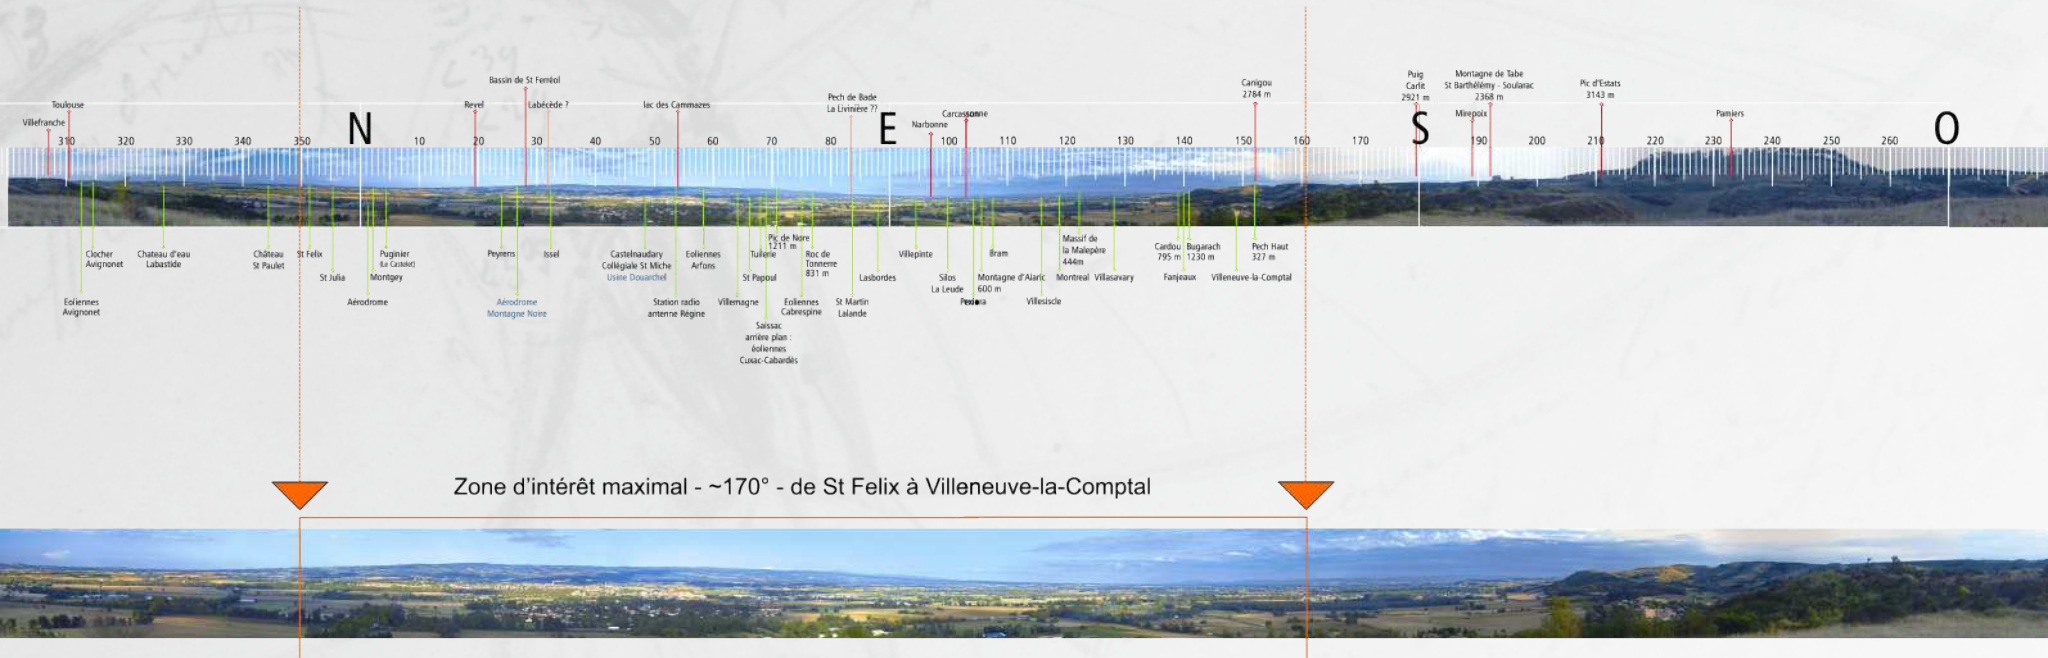 Bassin de St Ferréol
Toulouse
Revel
Labécède ?
lac des Cammazes
Pech de Bade
La Livinière ??
Villefranche
Narbonne
Carcassonne
Canigou
2784 m
Puig
Carlit
2921 m
Montagne de Tabe
St Barthélémy - Soularac
2368 m
Mirepoix
Pic d'Estats
3143 m
Pamiers
310 320 330 340 350 N 10 20 30 40 50 60 70 80 E 100 110 120 130 140 150 160 170 S 190 200 210 220 230 240 250 260 O
Eoliennes
Avignonet
Clocher
Avignonet
Chateau d'eau
Labastide
Château
St Paulet
St Felix
St Julia
Aérodrome
Montgey
Puginier
(Le Castelet)
Peyrens
Aérodrome
Montagne Noire
Issel
Castelnaudary
Collégiale St Miche
Usine Douarchel
Station radio
antenne Régine
Eoliennes
Arfons
Villemagne
Tuilerie
St Papoul
Saissac
arrière plan :
éoliennes
Cuxac-Cabardès
Pic de Nore
1211 m
Eoliennes
Cabrespine
Roc de
Tonnerre
831 m
St Martin
Lalande
Lasbordes
Villepinte
Silos
La Leude
Montagne d'Alaric
600 m
Bram
Villesiscle
Montreal
Massif de
la Malepère
444m
Villasavary
Cardou
795 m
Fanjeaux
Bugarach
1230 m
Villeneuve-la-Comptal
Pech Haut
327 m
Zone d'intérêt maximal - ~170° - de St Felix à Villeneuve-la-Comptal